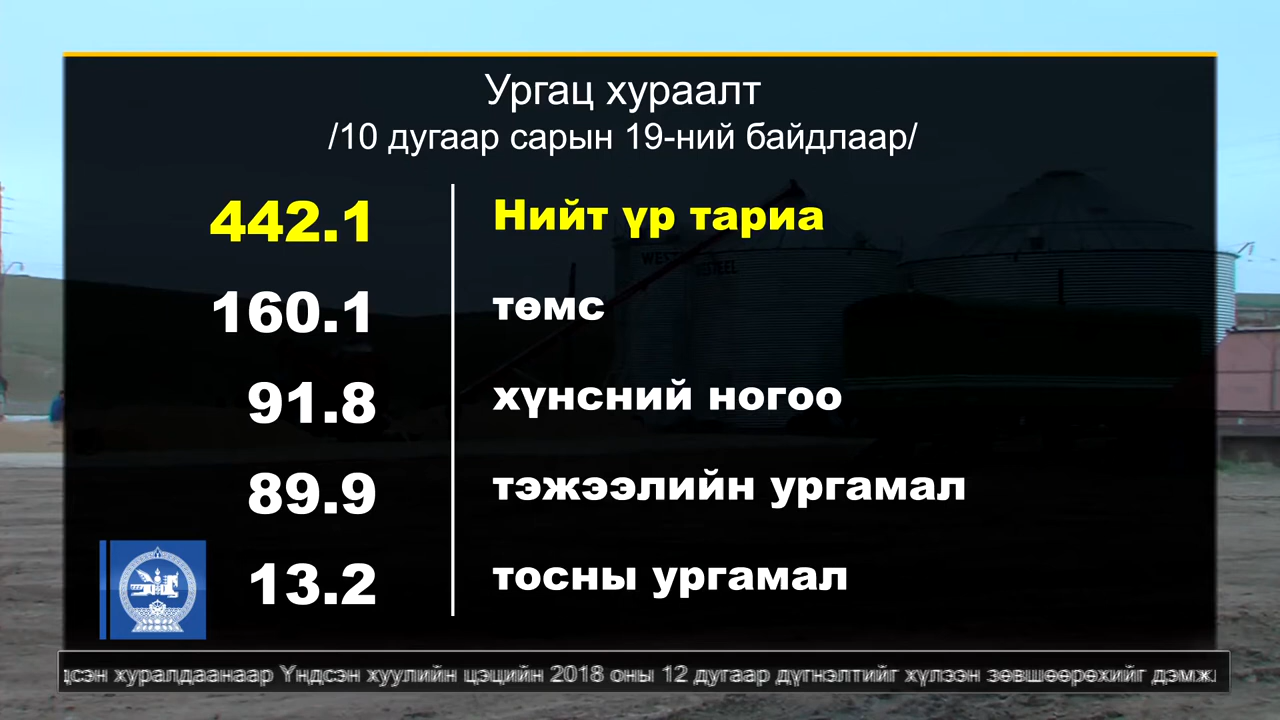 Ургац хураалт
/10 дугаар сарын 19-ний байдлаар/
442.1 Нийт үр тариа
160.1 төмс
91.8 хүнсний ногоо
89.9 тэжээлийн ургамал
13.2 тосны ургамал
хуралдаанаар Үндсэн хуулийн цэцийн 2018 оны 12 дугаар дүгнэлтийг хүлээн зөвшөөрөхийг